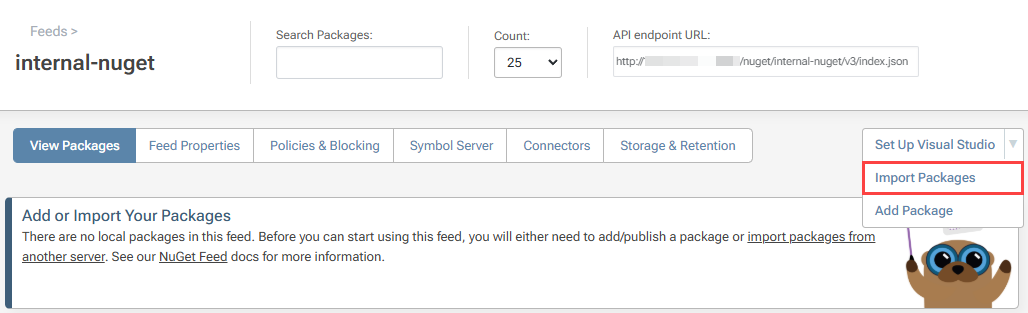 Feeds >
internal-nuget
Search Packages:
Count:
25
API endpoint URL:
http:// /nuget/internal-nuget/v3/index.json
View Packages
Feed Properties
Policies & Blocking
Symbol Server
Connectors
Storage & Retention
Set Up Visual Studio
Import Packages
Add Package
Add or Import Your Packages
There are no local packages in this feed. Before you can start using this feed, you will either need to add/publish a package or import packages from
another server. See our NuGet Feed docs for more information.